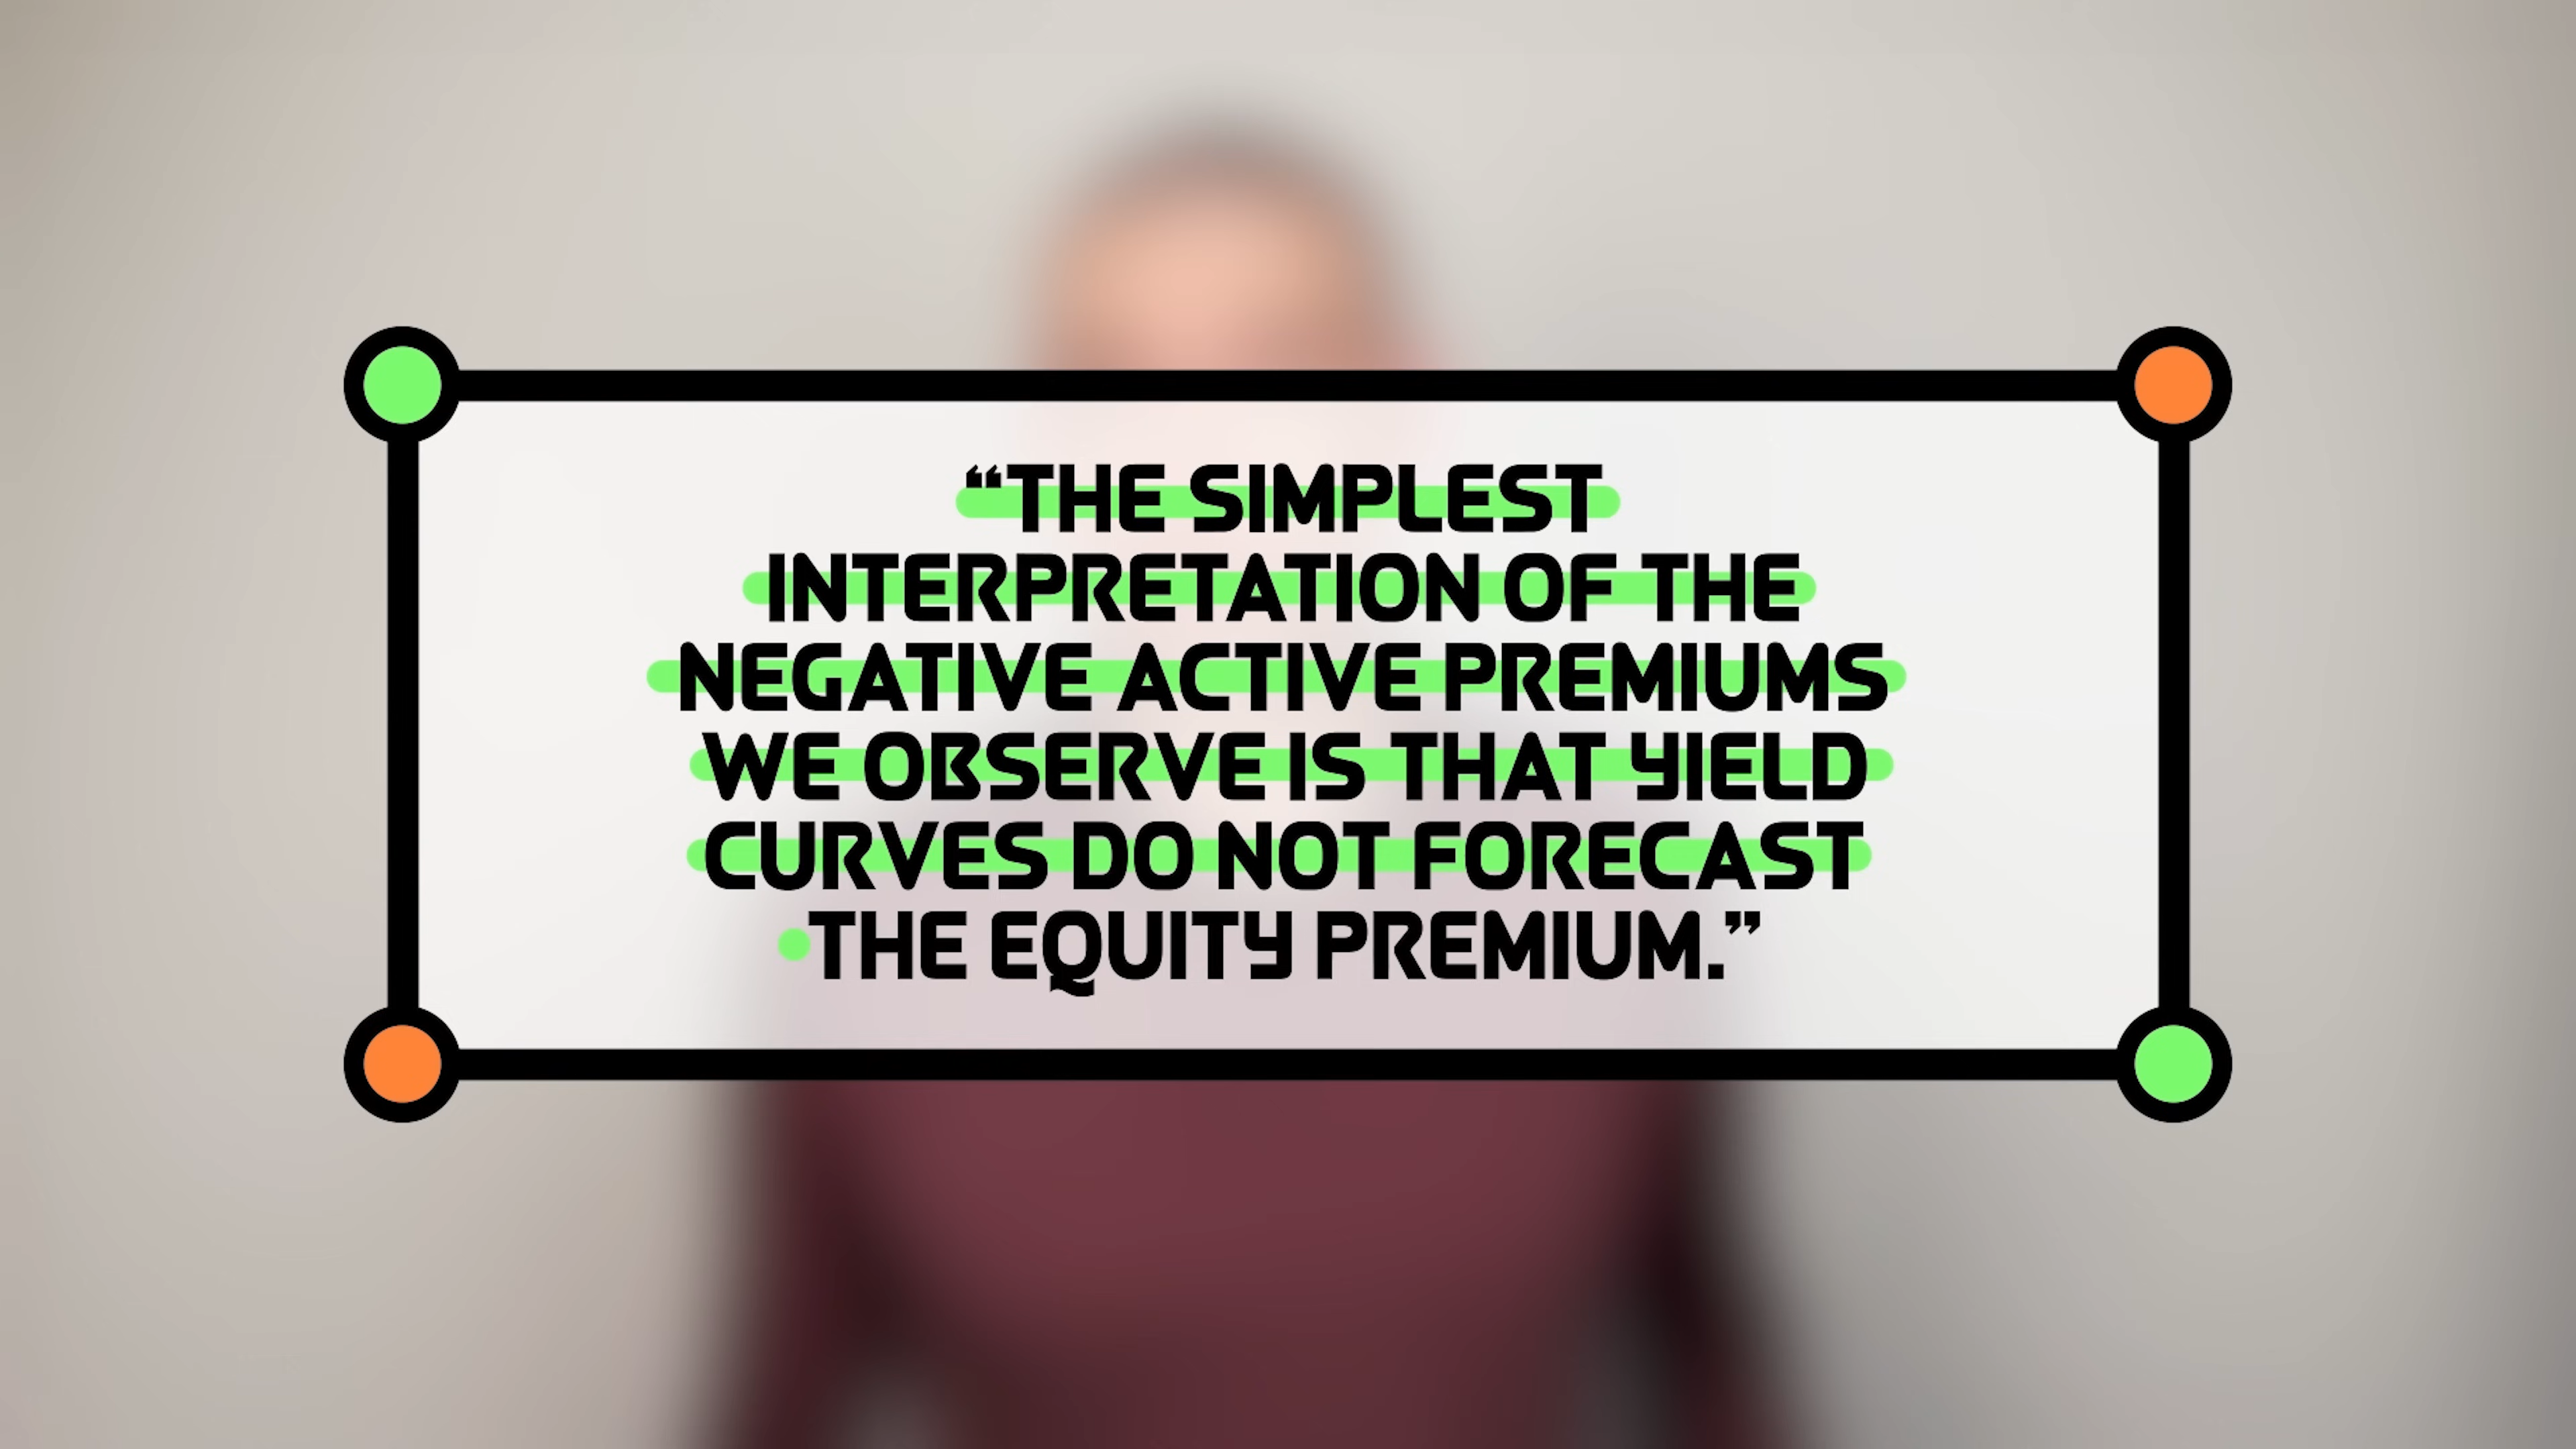 “THE SIMPLEST
INTERPRETATION OF THE
NEGATIVE ACTIVE PREMIUMS
WE OBSERVE IS THAT YIELD
CURVES DO NOT FORECAST
THE EQUITY PREMIUM.”